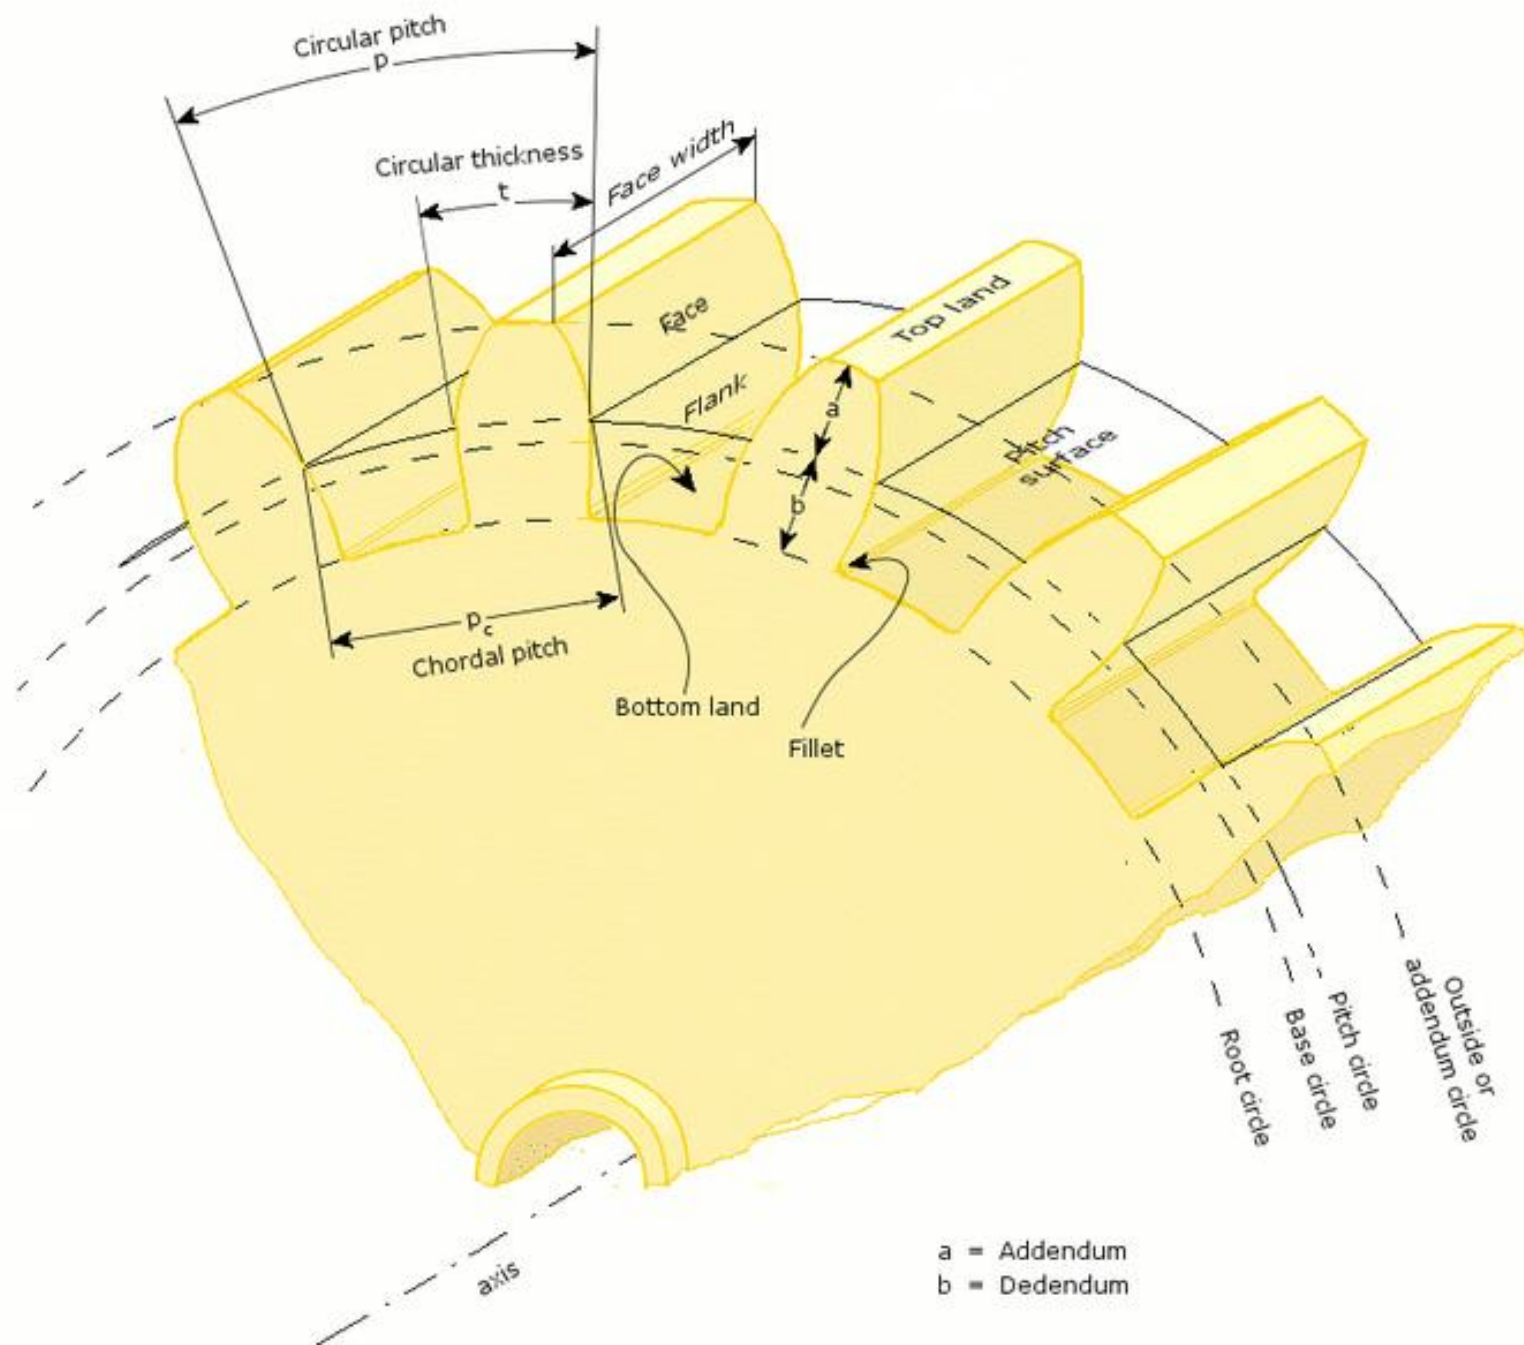 Circular pitch
p
Circular thickness
t
Face width
Face
Flank
Top land
a
b
Pitch
surface
pc
Chordal pitch
Bottom land
Fillet
Root circle
Base circle
Pitch circle
Outside or
addendum circle
axis
a = Addendum
b = Dedendum